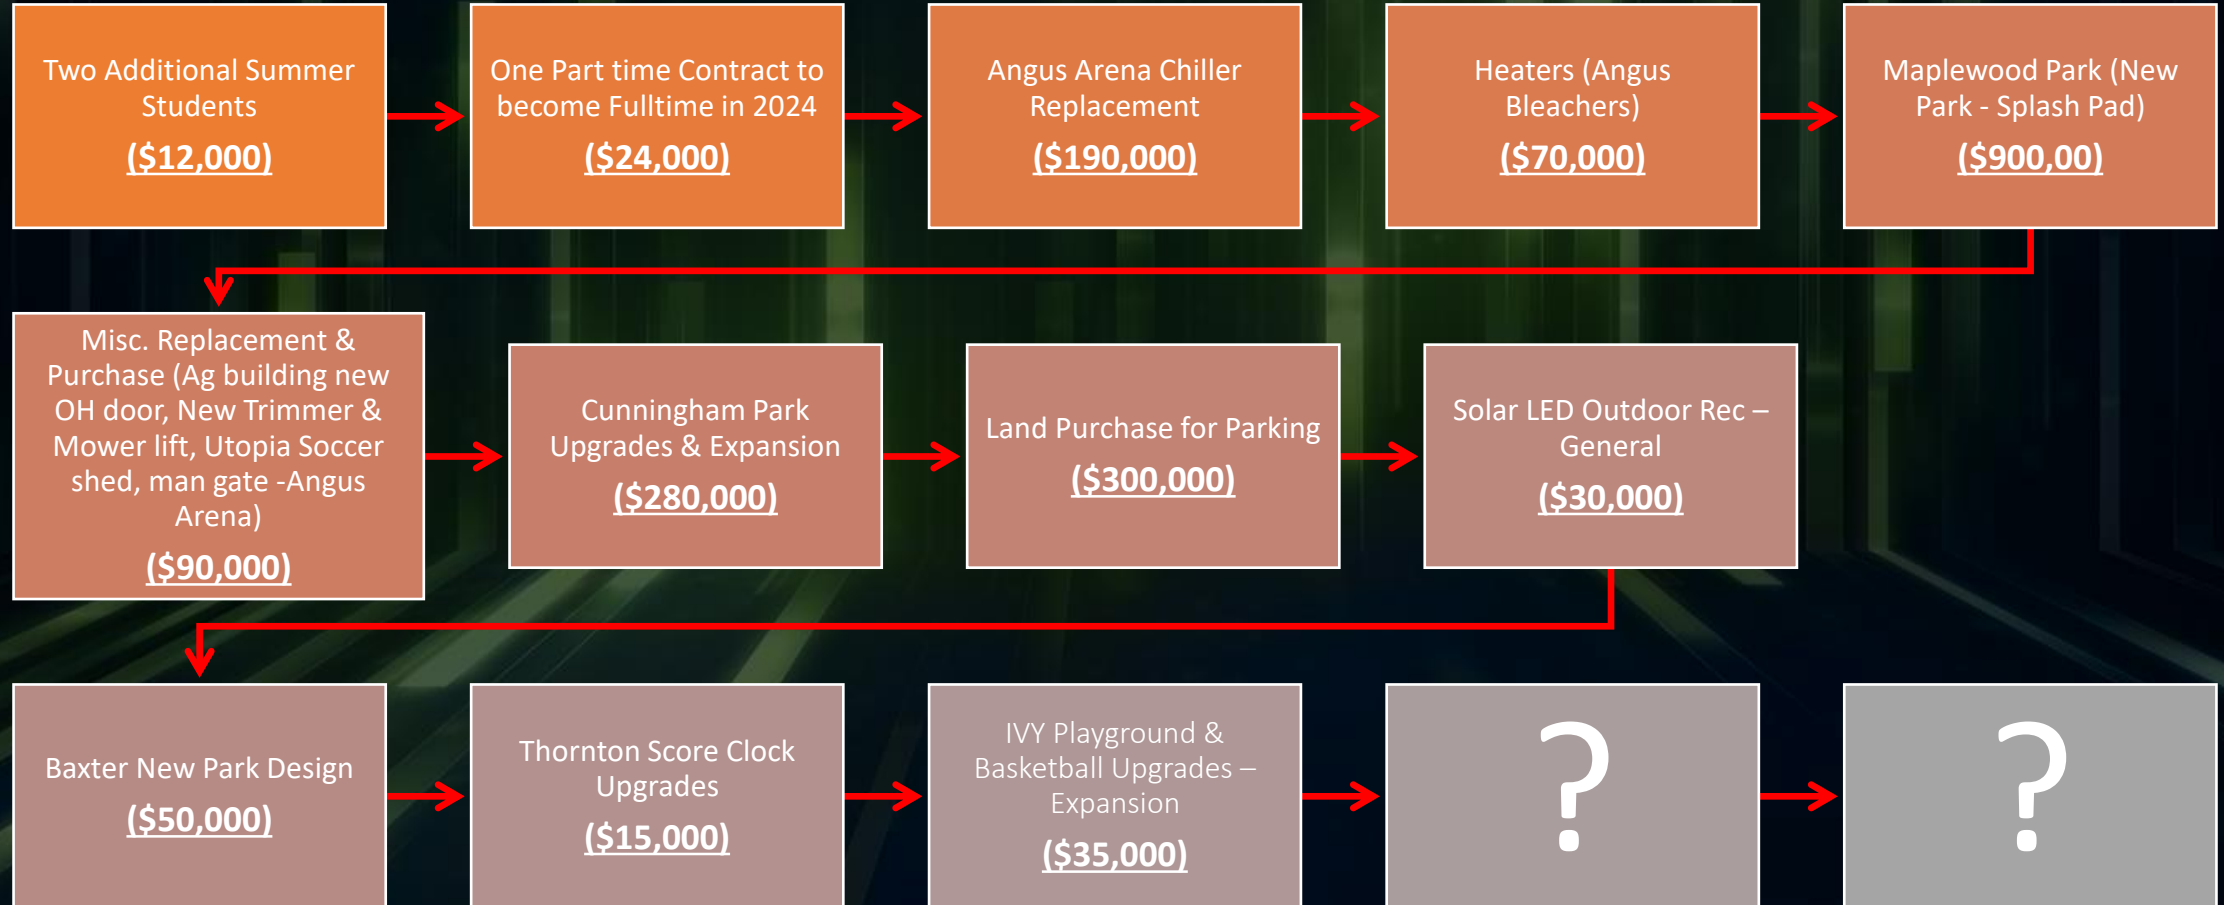 Two Additional Summer
Students
($12,000)
One Part time Contract to
become Fulltime in 2024
($24,000)
Angus Arena Chiller
Replacement
($190,000)
Heaters (Angus
Bleachers)
($70,000)
Maplewood Park (New
Park - Splash Pad)
($900,00)
Misc. Replacement &
Purchase (Ag building new
OH door, New Trimmer &
Mower lift, Utopia Soccer
shed, man gate -Angus
Arena)
($90,000)
Cunningham Park
Upgrades & Expansion
($280,000)
Land Purchase for Parking
($300,000)
Solar LED Outdoor Rec –
General
($30,000)
Baxter New Park Design
($50,000)
Thornton Score Clock
Upgrades
($15,000)
IVY Playground &
Basketball Upgrades –
Expansion
($35,000)
?
?